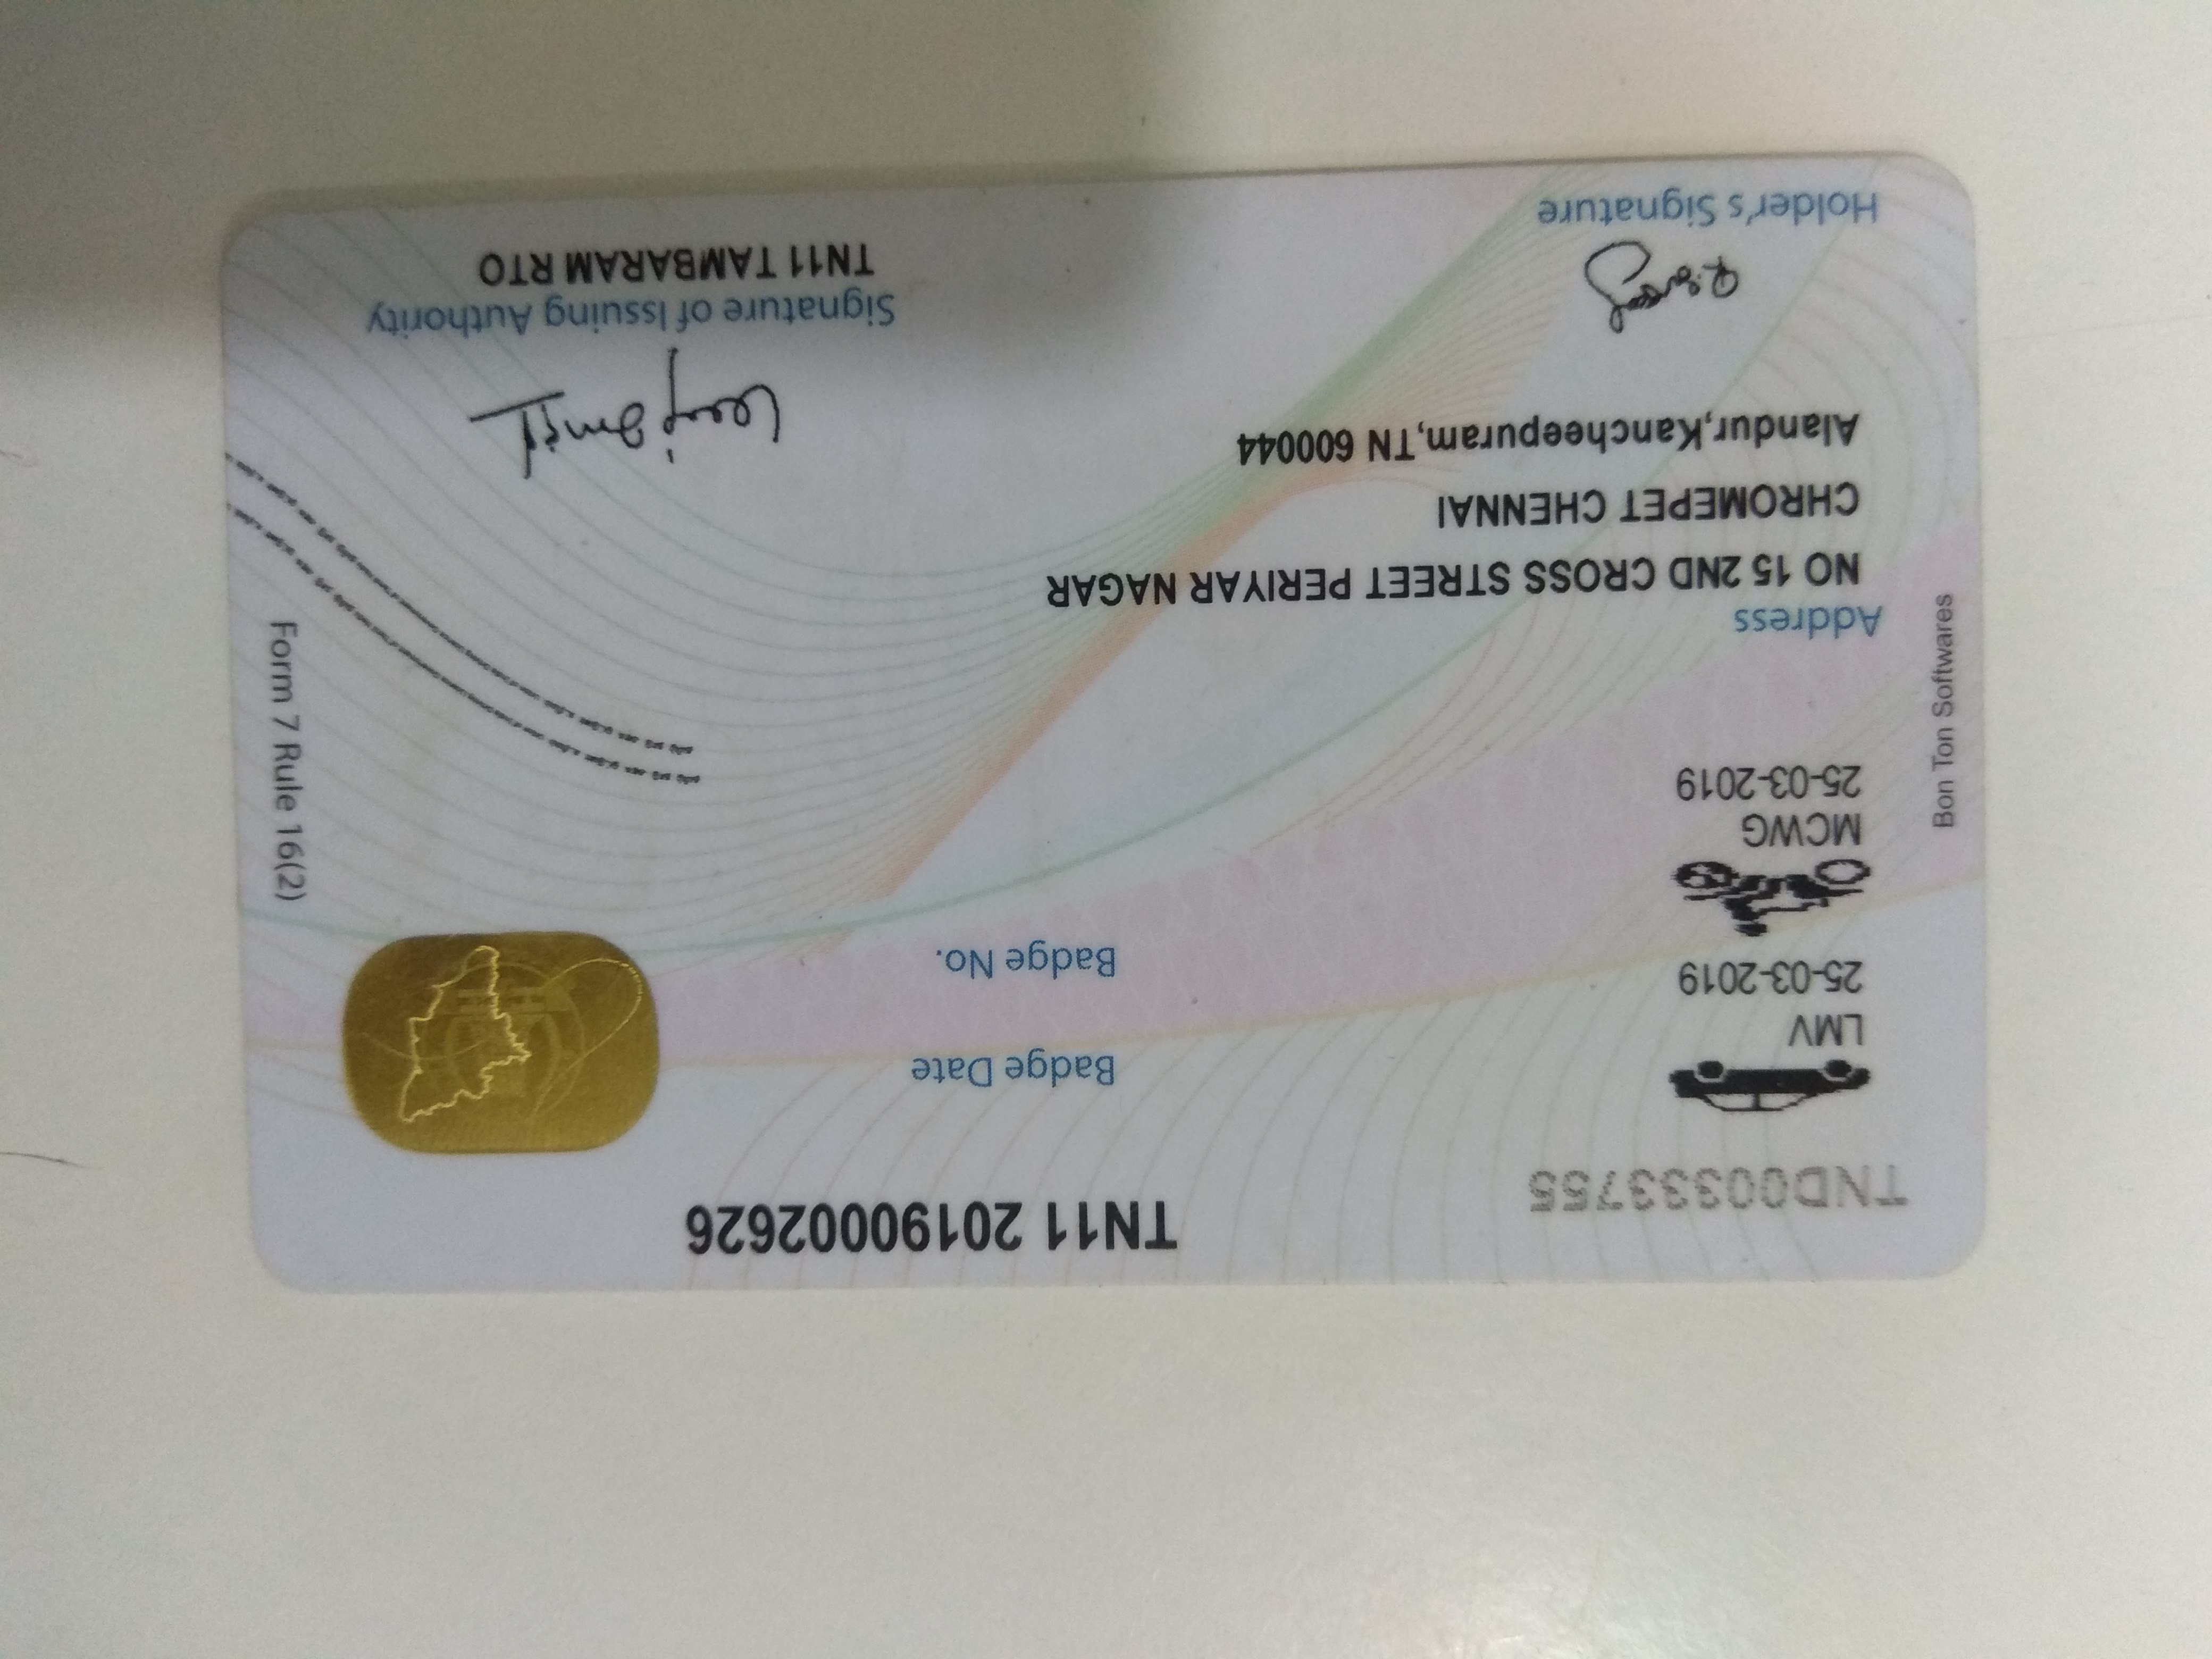 TN11 20190002626
TND00333755
LMV
25-03-2019
Badge Date
MCWG
25-03-2019
Badge No.
Form 7 Rule 16(2)
Bon Ton Softwares
Address
NO 15 2ND CROSS STREET PERIYAR NAGAR
CHROMEPET CHENNAI
Alandur,Kancheepuram,TN 600044
Holder's Signature
Signature of Issuing Authority
TN11 TAMBARAM RTO